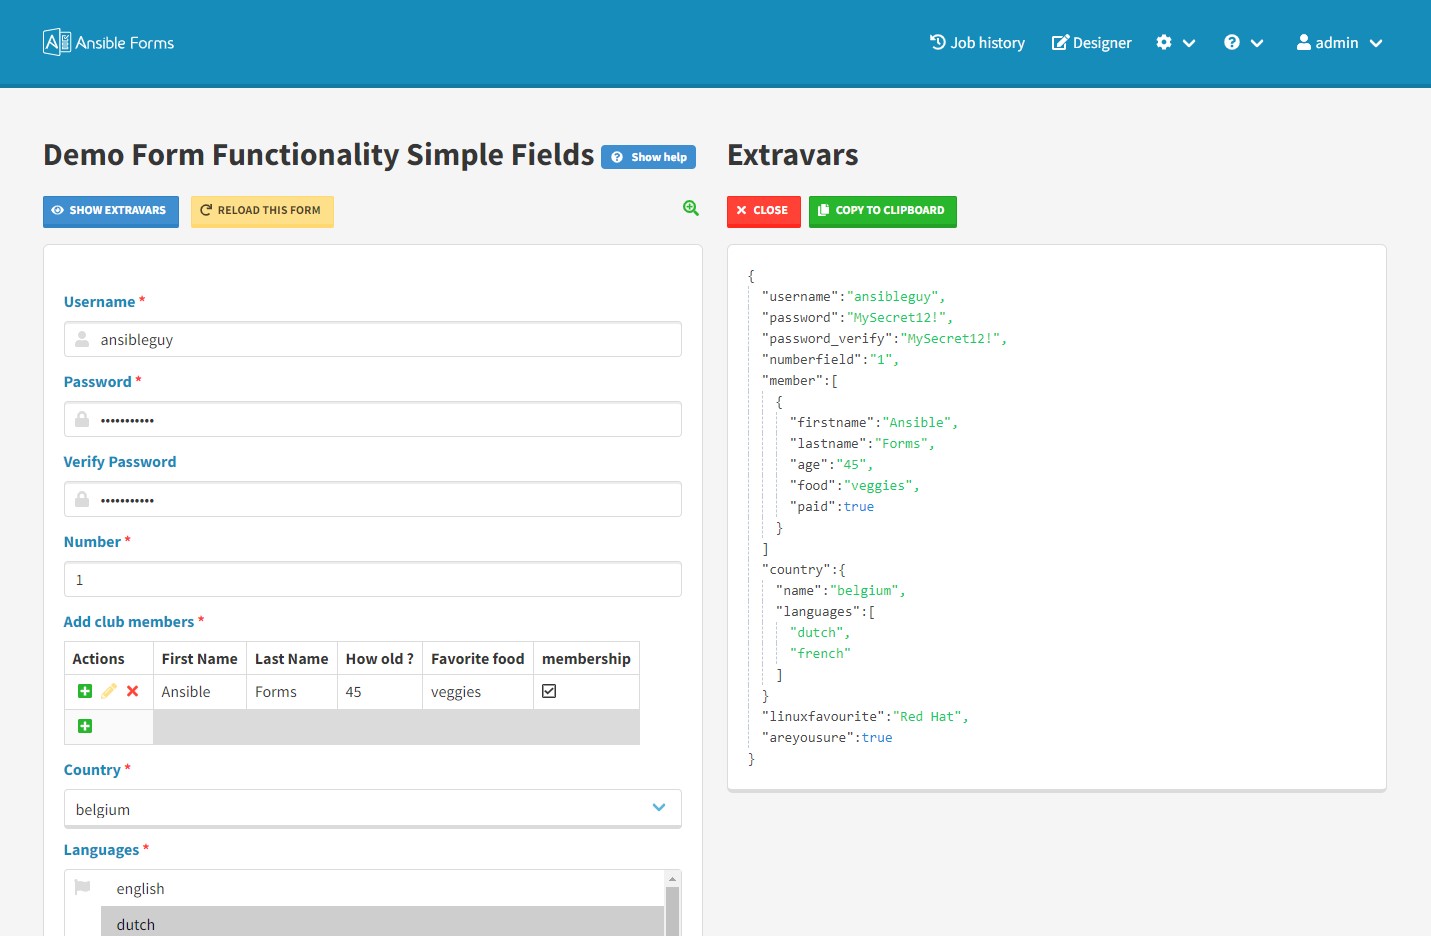 Ansible Forms
Job history
Designer
admin
Demo Form Functionality Simple Fields
Show help
SHOW EXTRAVARS
RELOAD THIS FORM
Username *
ansibleguy
Password *
•••••••••••
Verify Password
•••••••••••
Number *
1
Add club members *
Actions First Name Last Name How old ? Favorite food membership
Ansible Forms 45 veggies
Country *
belgium
Languages *
english
dutch
Extravars
CLOSE
COPY TO CLIPBOARD
{
"username":"ansibleguy",
"password":"MySecret12!",
"password_verify":"MySecret12!",
"numberfield":"1",
"member":[
{
"firstname":"Ansible",
"lastname":"Forms",
"age":"45",
"food":"veggies",
"paid":true
}
]
"country":{
"name":"belgium",
"languages":[
"dutch",
"french"
]
}
"linuxfavourite":"Red Hat",
"areyousure":true
}